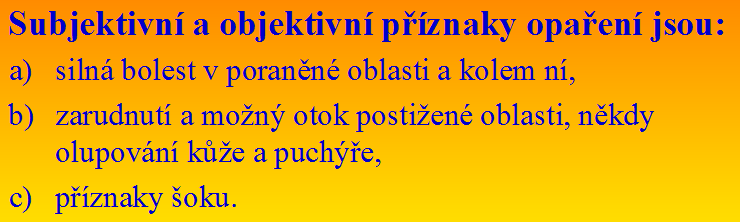 Subjektivní a objektivní příznaky opaření jsou:
a) silná bolest v poraněné oblasti a kolem ní,
b) zarudnutí a možný otok postižené oblasti, někdy
olupování kůže a puchýře,
c) příznaky šoku.